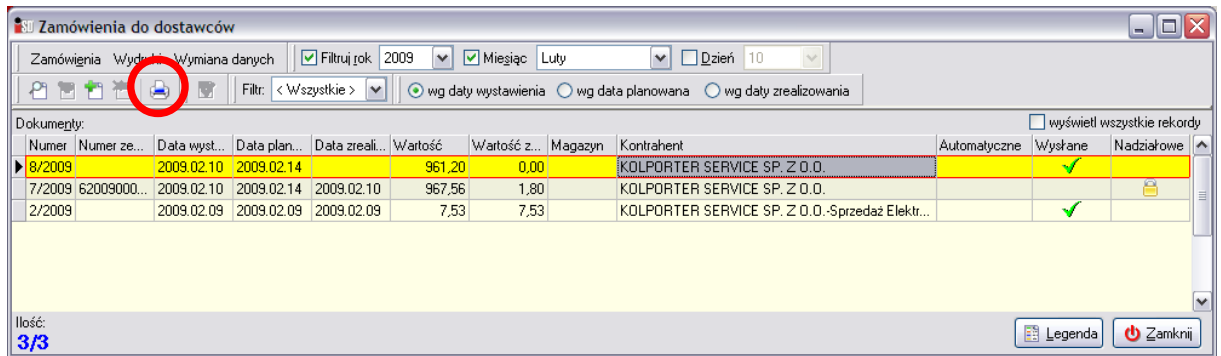 Zamówienia do dostawców
Zamówienia Wydruki Wymiana danych Filtruj rok 2009 Miesiąc Luty Dzień 10
Filtr: < Wszystkie > wg daty wystawienia wg data planowana wg daty zrealizowania
Dokumenty: wyświetl wszystkie rekordy
Numer Numer ze... Data wyst... Data plan... Data zreali... Wartość Wartość z... Magazyn Kontrahent Automatyczne Wysłane Nadziałowe
8/2009 2009.02.10 2009.02.14 961,20 0,00 KOLPORTER SERVICE SP. Z O.O.
7/2009 62009000... 2009.02.10 2009.02.14 2009.02.10 967,56 1,80 KOLPORTER SERVICE SP. Z O.O.
2/2009 2009.02.09 2009.02.09 2009.02.09 7,53 7,53 KOLPORTER SERVICE SP. Z O.O.-Sprzedaż Elektr...
Ilość:
3/3 Legenda Zamknij